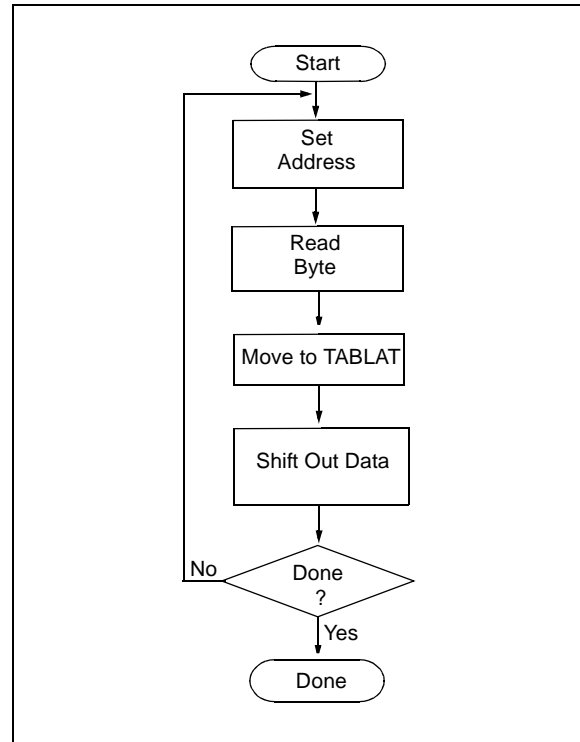 Start
Set
Address
Read
Byte
Move to TABLAT
Shift Out Data
No
Done
?
Yes
Done